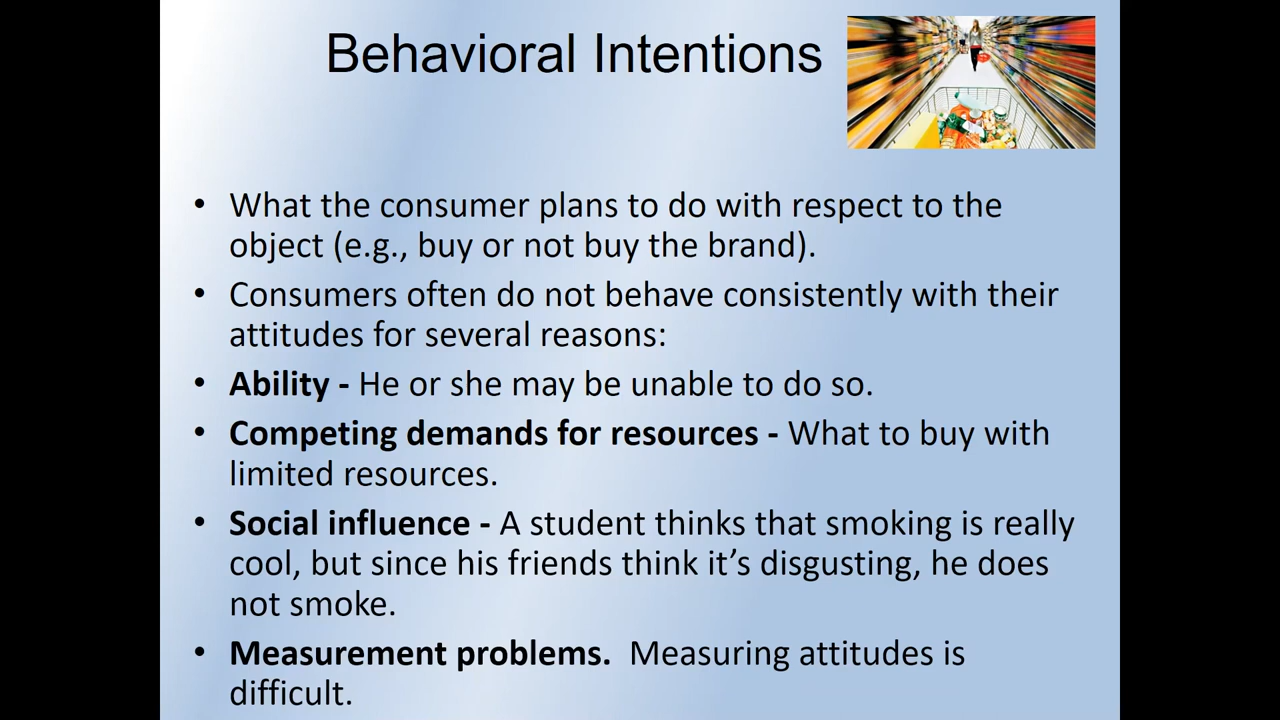 Behavioral Intentions
• What the consumer plans to do with respect to the
object (e.g., buy or not buy the brand).
• Consumers often do not behave consistently with their
attitudes for several reasons:
• Ability - He or she may be unable to do so.
• Competing demands for resources - What to buy with
limited resources.
• Social influence - A student thinks that smoking is really
cool, but since his friends think it’s disgusting, he does
not smoke.
• Measurement problems.  Measuring attitudes is
difficult.